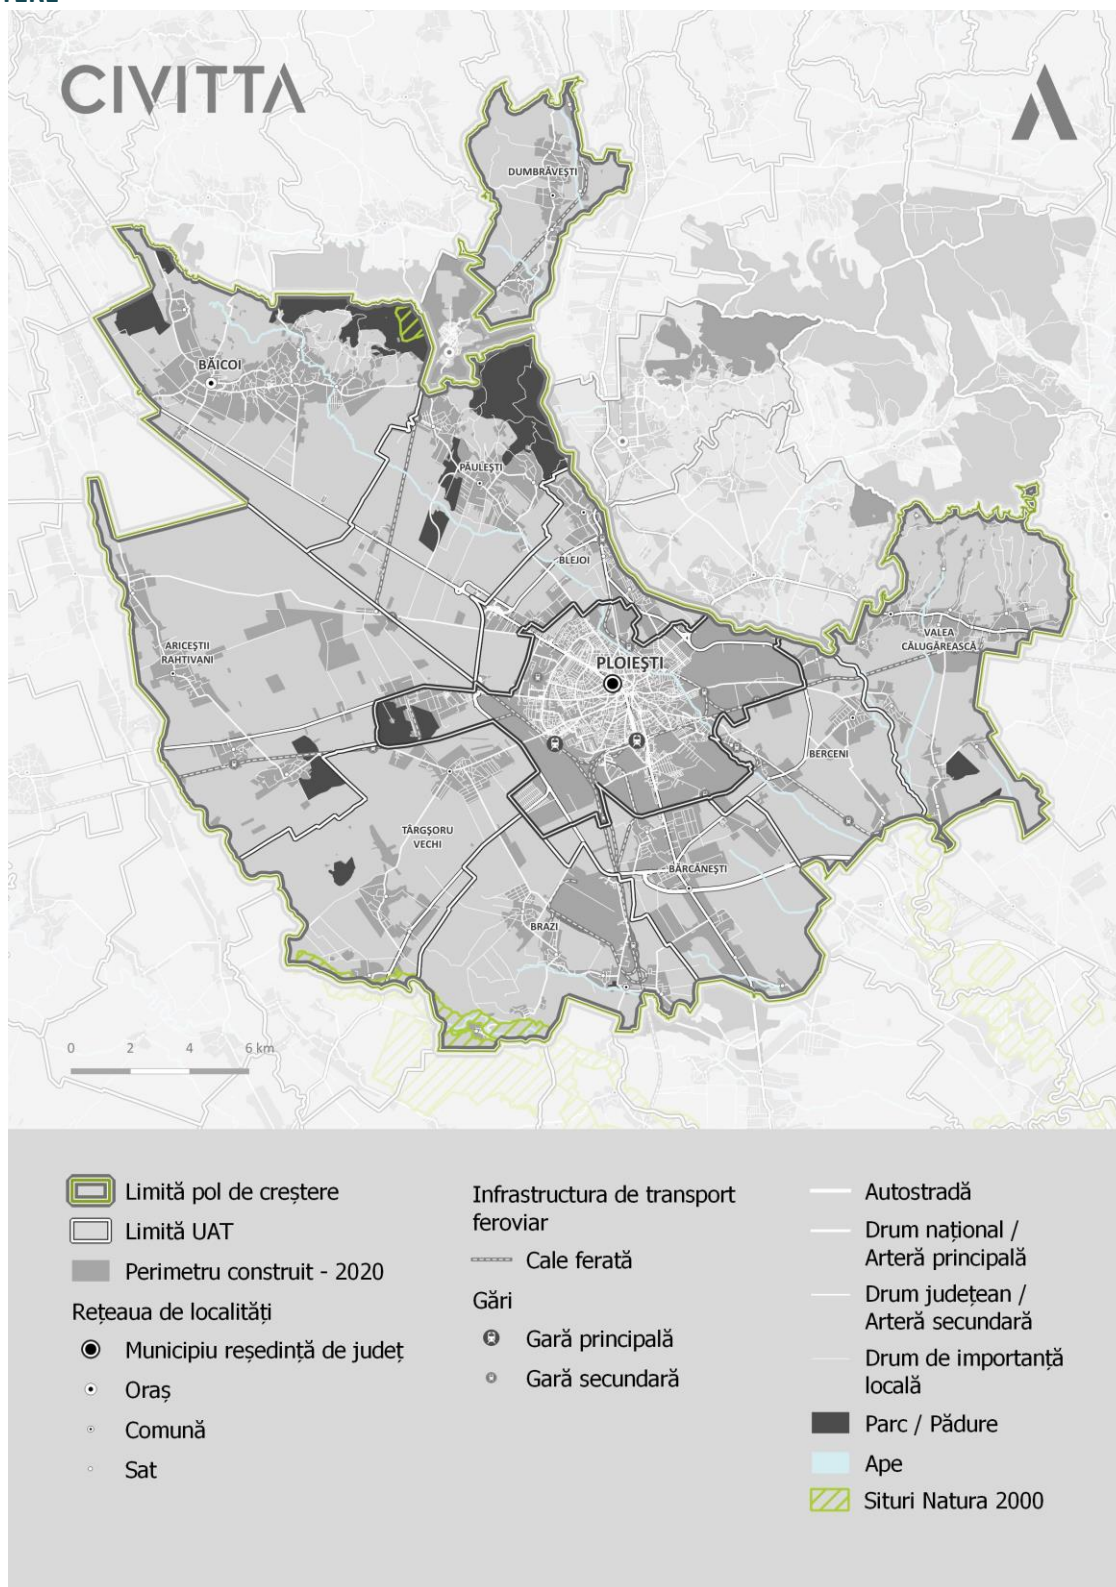 TERE
CIVITTA
DUMBRĂVEȘTI
BĂICOI
PĂULEȘTI
BLEJOI
ARICEȘTII
RAHTIVANI
VALEA
CĂLUGĂREASCĂ
PLOIEȘTI
BERCENI
TÂRGȘORU
VECHI
BĂRCĂNEȘTI
BRAZI
0 2 4 6 km
Limită pol de creștere
Limită UAT
Perimetru construit - 2020
Rețeaua de localități
Municipiu reședință de județ
Oraș
Comună
Sat
Infrastructura de transport
feroviar
Cale ferată
Gări
Gară principală
Gară secundară
Autostradă
Drum național /
Arteră principală
Drum județean /
Arteră secundară
Drum de importanță
locală
Parc / Pădure
Ape
Situri Natura 2000